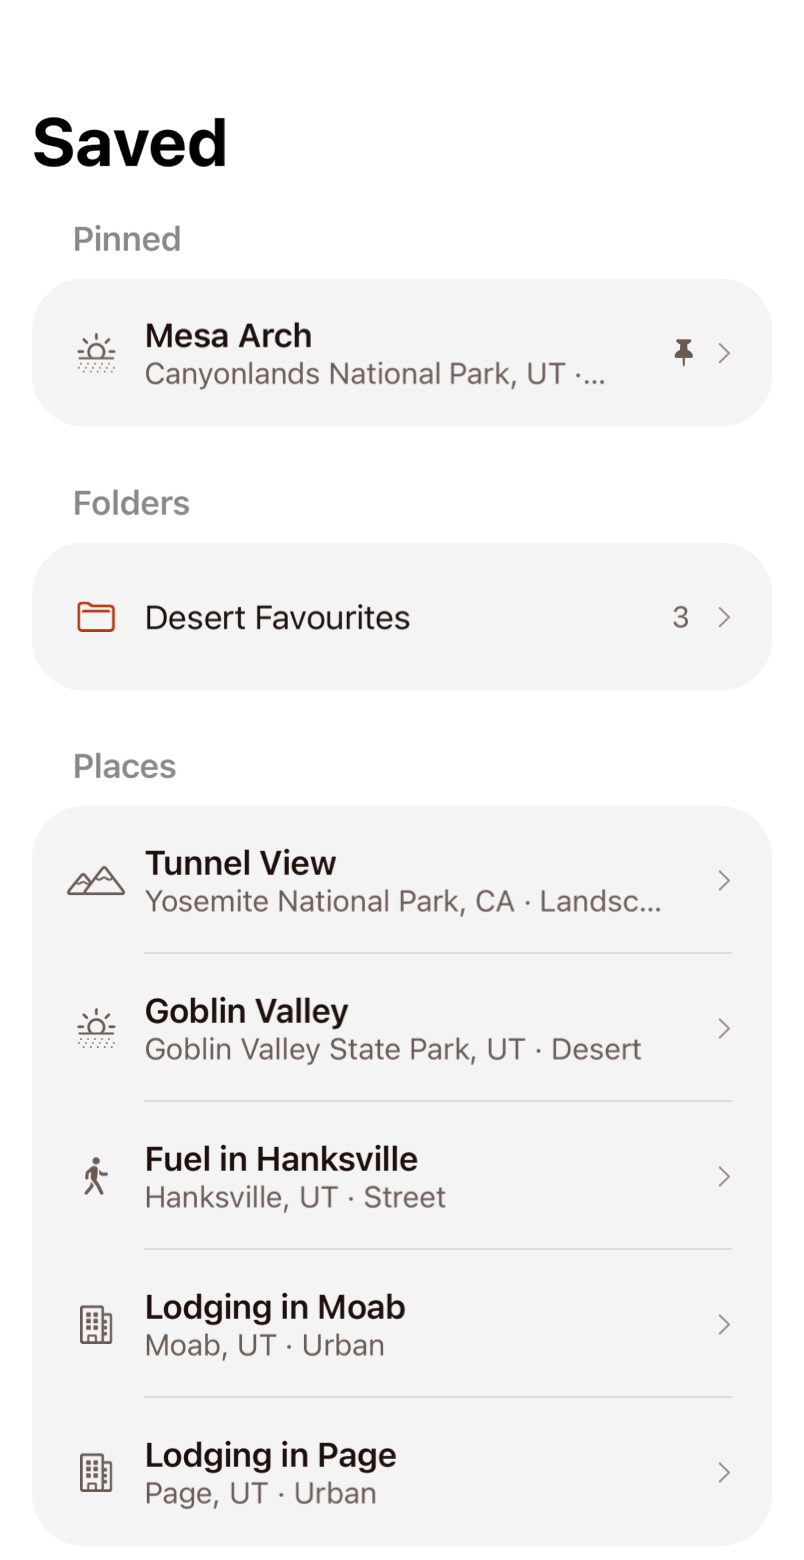 Saved
Pinned
Mesa Arch
Canyonlands National Park, UT ·...
Folders
Desert Favourites
3
Places
Tunnel View
Yosemite National Park, CA · Landsc...
Goblin Valley
Goblin Valley State Park, UT · Desert
Fuel in Hanksville
Hanksville, UT · Street
Lodging in Moab
Moab, UT · Urban
Lodging in Page
Page, UT · Urban